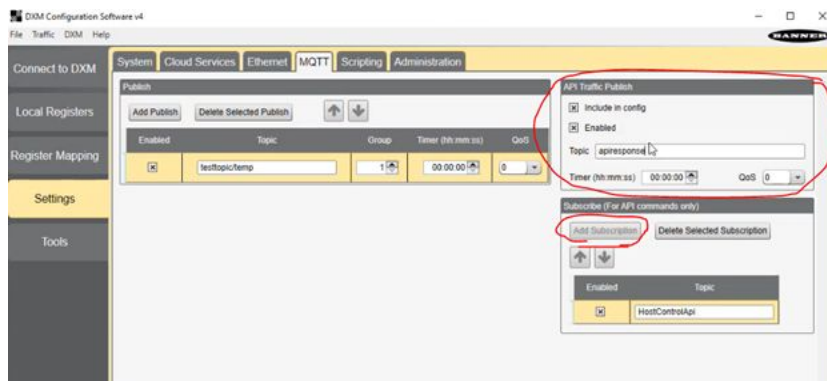 DXM Configuration Software v4
File Traffic DXM Help
BANNER
Connect to DXM
Local Registers
Register Mapping
Settings
Tools
System Cloud Services Ethernet MQTT Scripting Administration
Publish
Add Publish Delete Selected Publish
Enabled Topic Group Timer (hh:mm:ss) QoS
testtopic/temp 1 00:00:00 0
API Traffic Publish
Include in config
Enabled
Topic apiresponse
Timer (hh:mm:ss) 00:00:00 QoS 0
Subscribe (For API commands only)
Add Subscription Delete Selected Subscription
Enabled Topic
HostControlApi